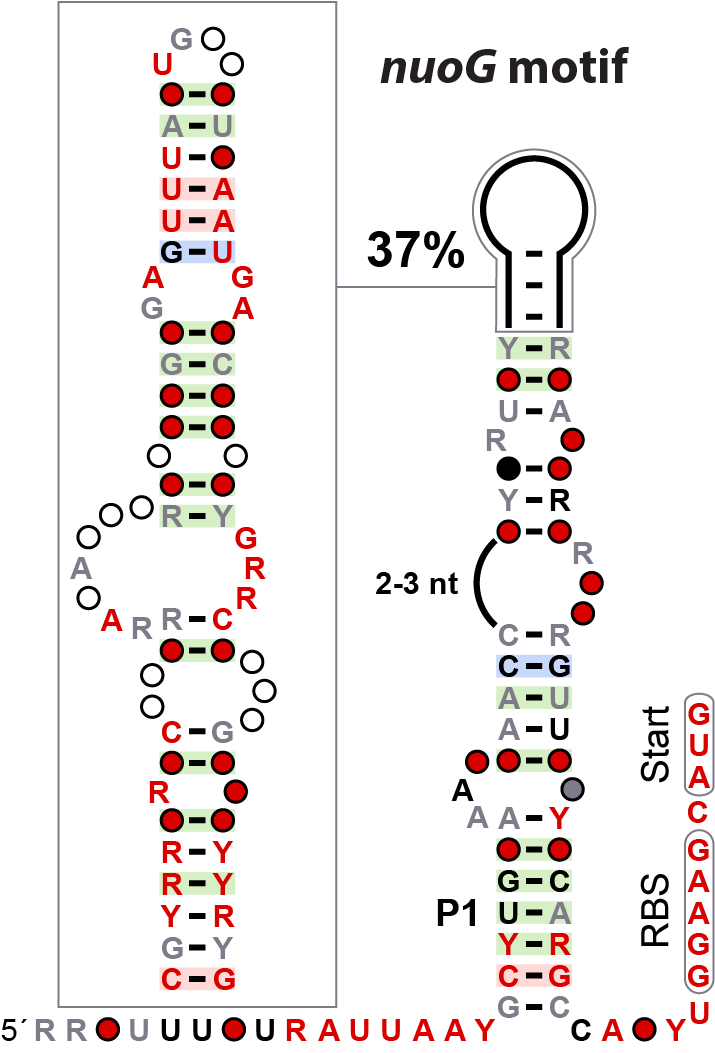 nuoG motif
37%
G
U
A U
U
U A
U A
G U
A G
G A
G C
R Y
G
A R
R
A R R C
C G
R
R Y
R Y
Y R
G Y
C G
Y R
U A
R
Y R
R
2-3 nt
C R
C G
A U
A U
A
A A Y
G C
P1 U A
Y R
C G
G C
5´ R R U U U U R A U U A A Y
C A Y U
G G A A G
RBS
C
A U G
Start